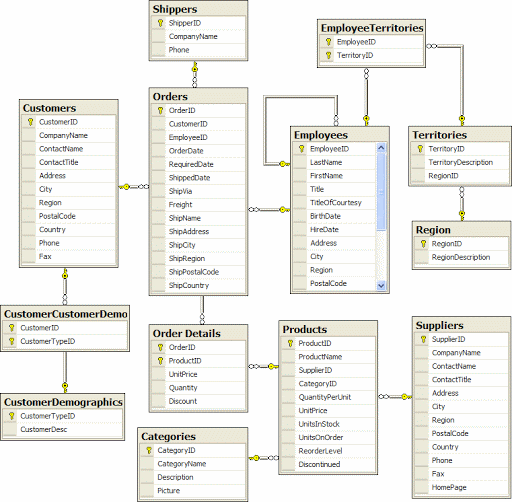 Shippers
ShipperID
CompanyName
Phone
EmployeeTerritories
EmployeeID
TerritoryID
Customers
CustomerID
CompanyName
ContactName
ContactTitle
Address
City
Region
PostalCode
Country
Phone
Fax
Orders
OrderID
CustomerID
EmployeeID
OrderDate
RequiredDate
ShippedDate
ShipVia
Freight
ShipName
ShipAddress
ShipCity
ShipRegion
ShipPostalCode
ShipCountry
Employees
EmployeeID
LastName
FirstName
Title
TitleOfCourtesy
BirthDate
HireDate
Address
City
Region
PostalCode
Territories
TerritoryID
TerritoryDescription
RegionID
Region
RegionID
RegionDescription
CustomerCustomerDemo
CustomerID
CustomerTypeID
CustomerDemographics
CustomerTypeID
CustomerDesc
Order Details
OrderID
ProductID
UnitPrice
Quantity
Discount
Categories
CategoryID
CategoryName
Description
Picture
Products
ProductID
ProductName
SupplierID
CategoryID
QuantityPerUnit
UnitPrice
UnitsInStock
UnitsOnOrder
ReorderLevel
Discontinued
Suppliers
SupplierID
CompanyName
ContactName
ContactTitle
Address
City
Region
PostalCode
Country
Phone
Fax
HomePage